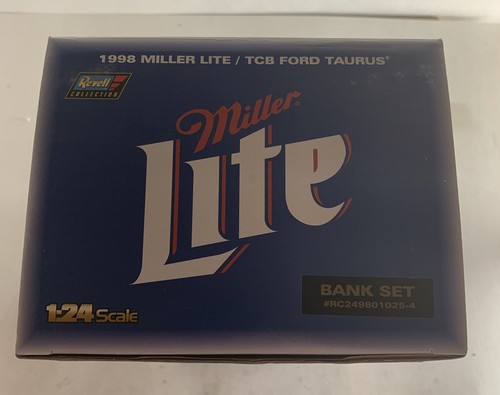 1998 MILLER LITE / TCB FORD TAURUS®
Revell
COLLECTION
Miller
Lite
BANK SET
#RC249801025-4
1:24 Scale